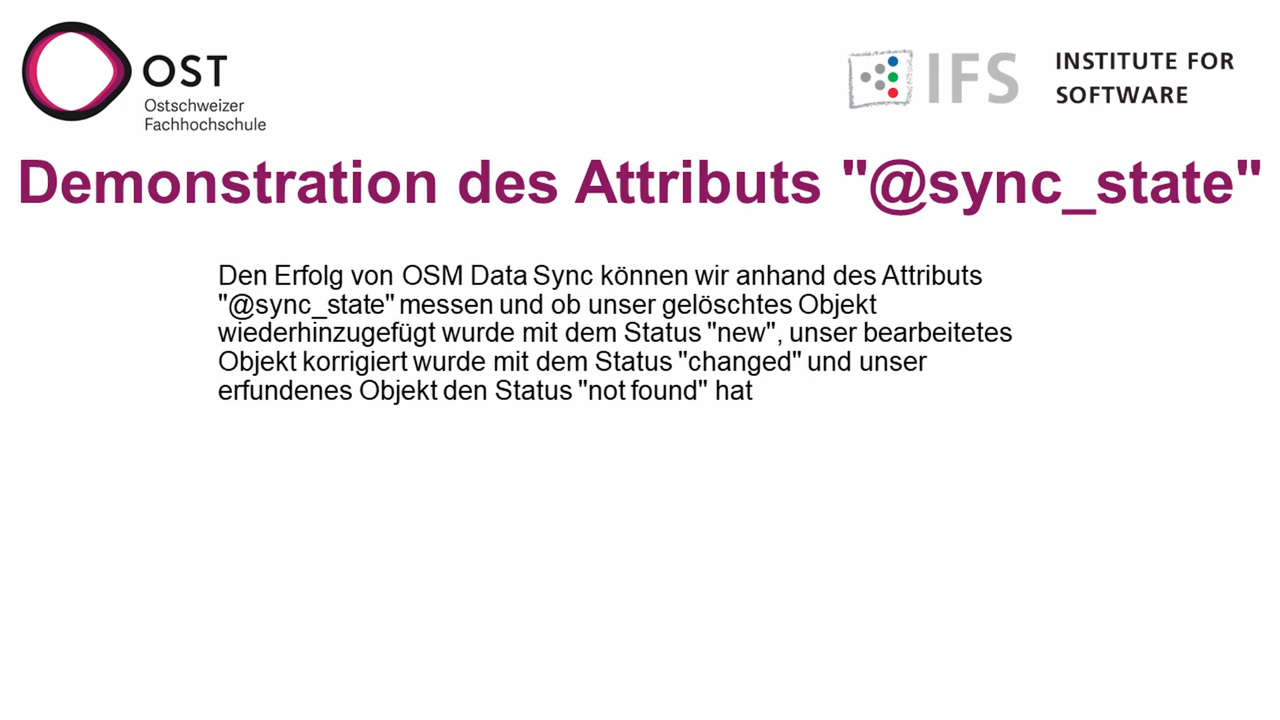 OST
Ostschweizer
Fachhochschule
IFS
INSTITUTE FOR
SOFTWARE
Demonstration des Attributs "@sync_state"
Den Erfolg von OSM Data Sync können wir anhand des Attributs
"@sync_state" messen und ob unser gelöschtes Objekt
wiederhinzugefügt wurde mit dem Status "new", unser bearbeitetes
Objekt korrigiert wurde mit dem Status "changed" und unser
erfundenes Objekt den Status "not found" hat